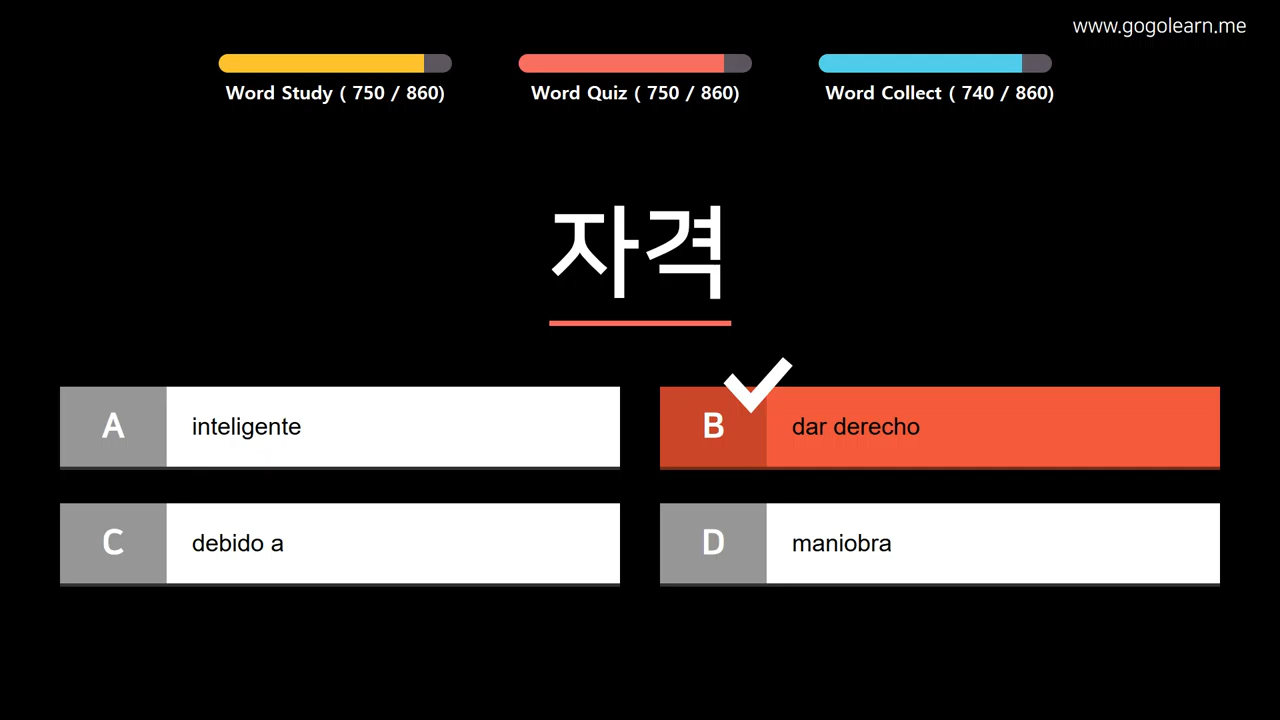 www.gogolearn.me
Word Study ( 750 / 860)
Word Quiz ( 750 / 860)
Word Collect ( 740 / 860)
자격
A inteligente
B dar derecho
C debido a
D maniobra